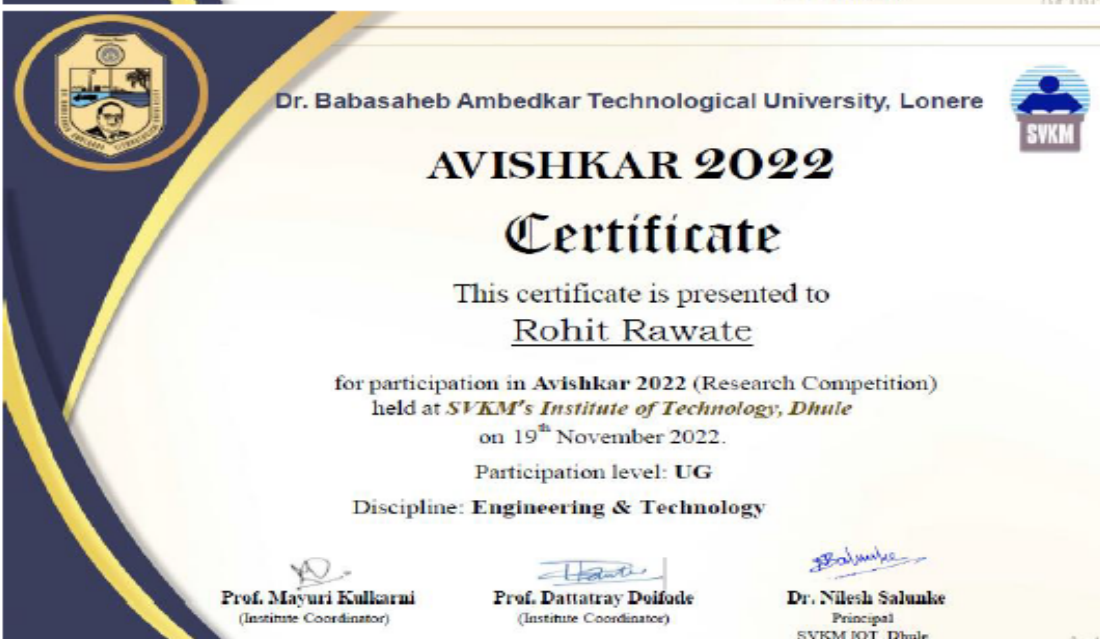 Dr. Babasaheb Ambedkar Technological University, Lonere
SVKM
AVISHKAR 2022
Certificate
This certificate is presented to
Rohit Rawate
for participation in Avishkar 2022 (Research Competition)
held at SVKM's Institute of Technology, Dhule
on 19th November 2022.
Participation level: UG
Discipline: Engineering & Technology
Prof. Mayuri Kulkarni
(Institute Coordinator)
Prof. Dattatray Doifode
(Institute Coordinator)
Dr. Nilesh Salunke
Principal
SVKM IOT, Dhule